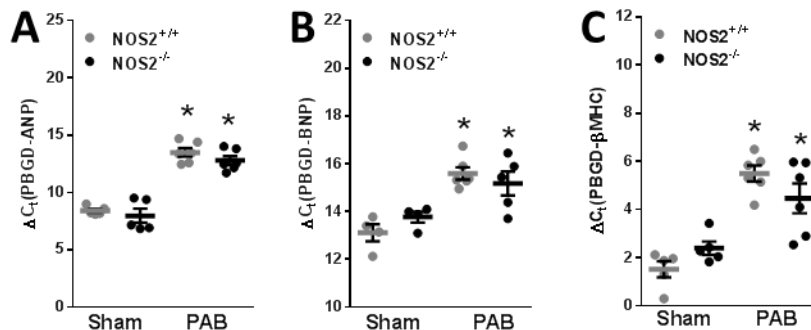 A
NOS2+/+
NOS2-/-
ΔCt(PBGD-ANP)
25
20
15
10
5
0
* *
Sham PAB
B
NOS2+/+
NOS2-/-
ΔCt(PBGD-BNP)
22
20
18
16
14
12
10
* *
Sham PAB
C
NOS2+/+
NOS2-/-
ΔCt(PBGD-βMHC)
12
10
8
6
4
2
0
* *
Sham PAB